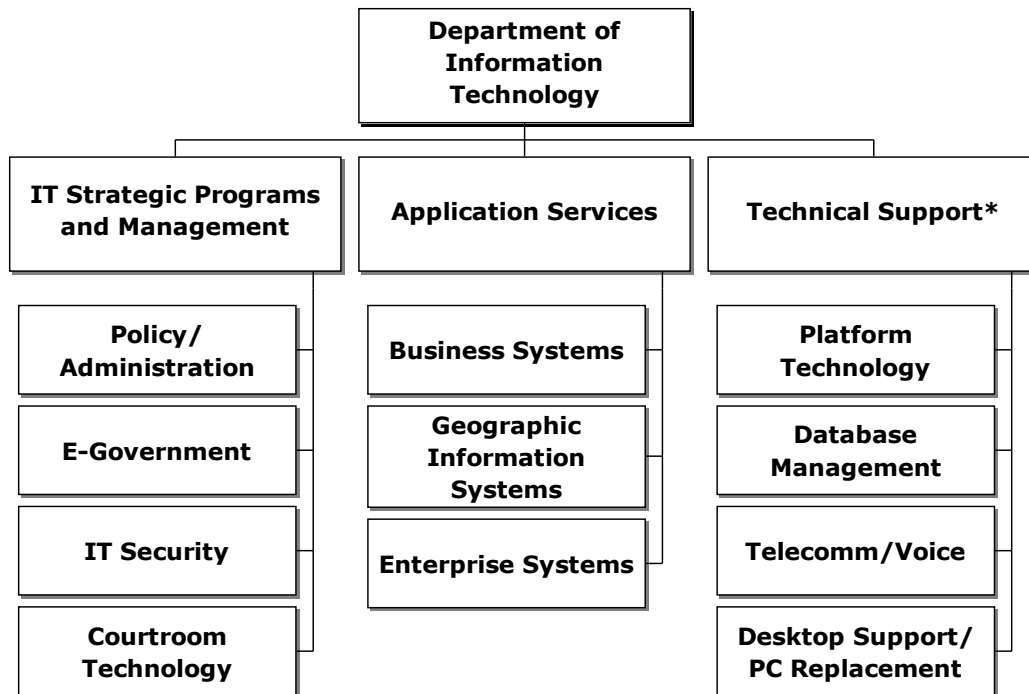 Department of
Information
Technology
IT Strategic Programs
and Management
Application Services
Technical Support*
Policy/
Administration
E-Government
IT Security
Courtroom
Technology
Business Systems
Geographic
Information
Systems
Enterprise Systems
Platform
Technology
Database
Management
Telecomm/Voice
Desktop Support/
PC Replacement